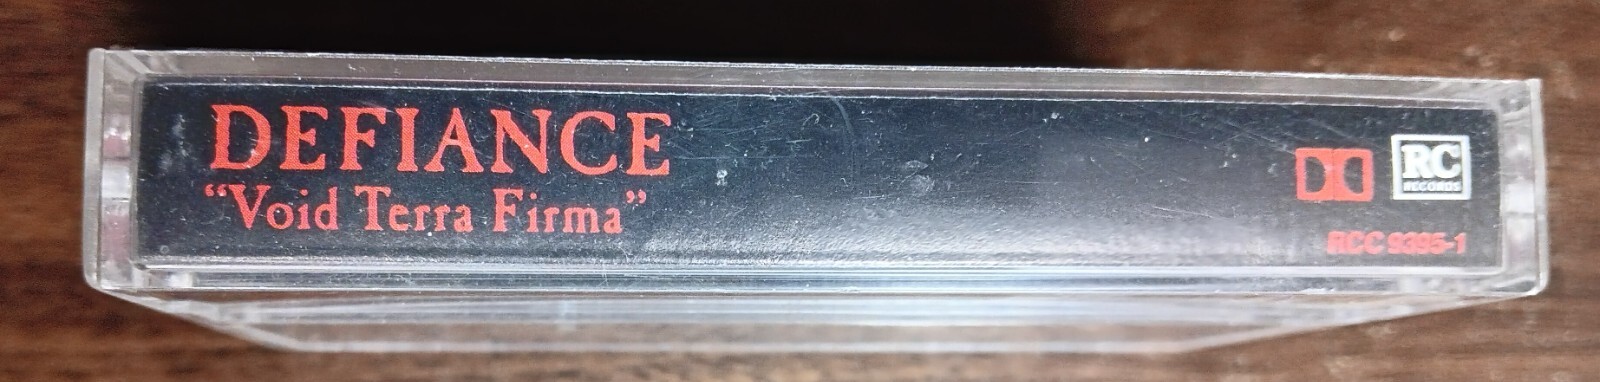 DEFIANCE
“Void Terra Firma”
RC
RECORDS
RCC 9395-1